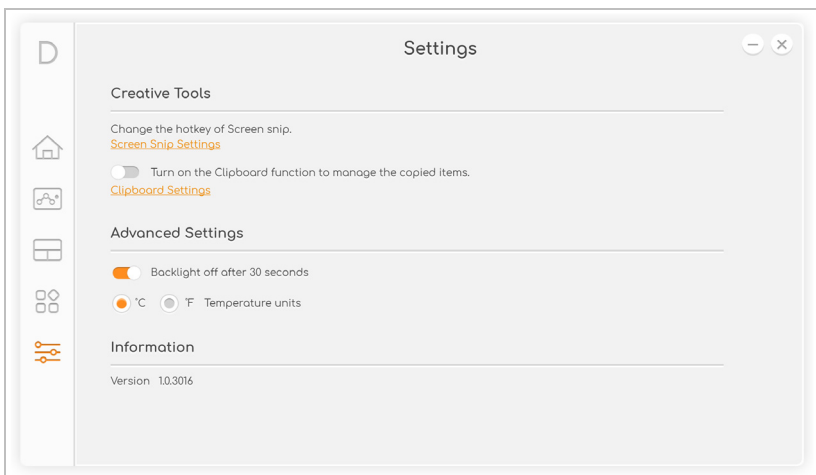 D
Settings
Creative Tools
Change the hotkey of Screen snip.
Screen Snip Settings
Turn on the Clipboard function to manage the copied items.
Clipboard Settings
Advanced Settings
Backlight off after 30 seconds
°C °F Temperature units
Information
Version 1.0.3016